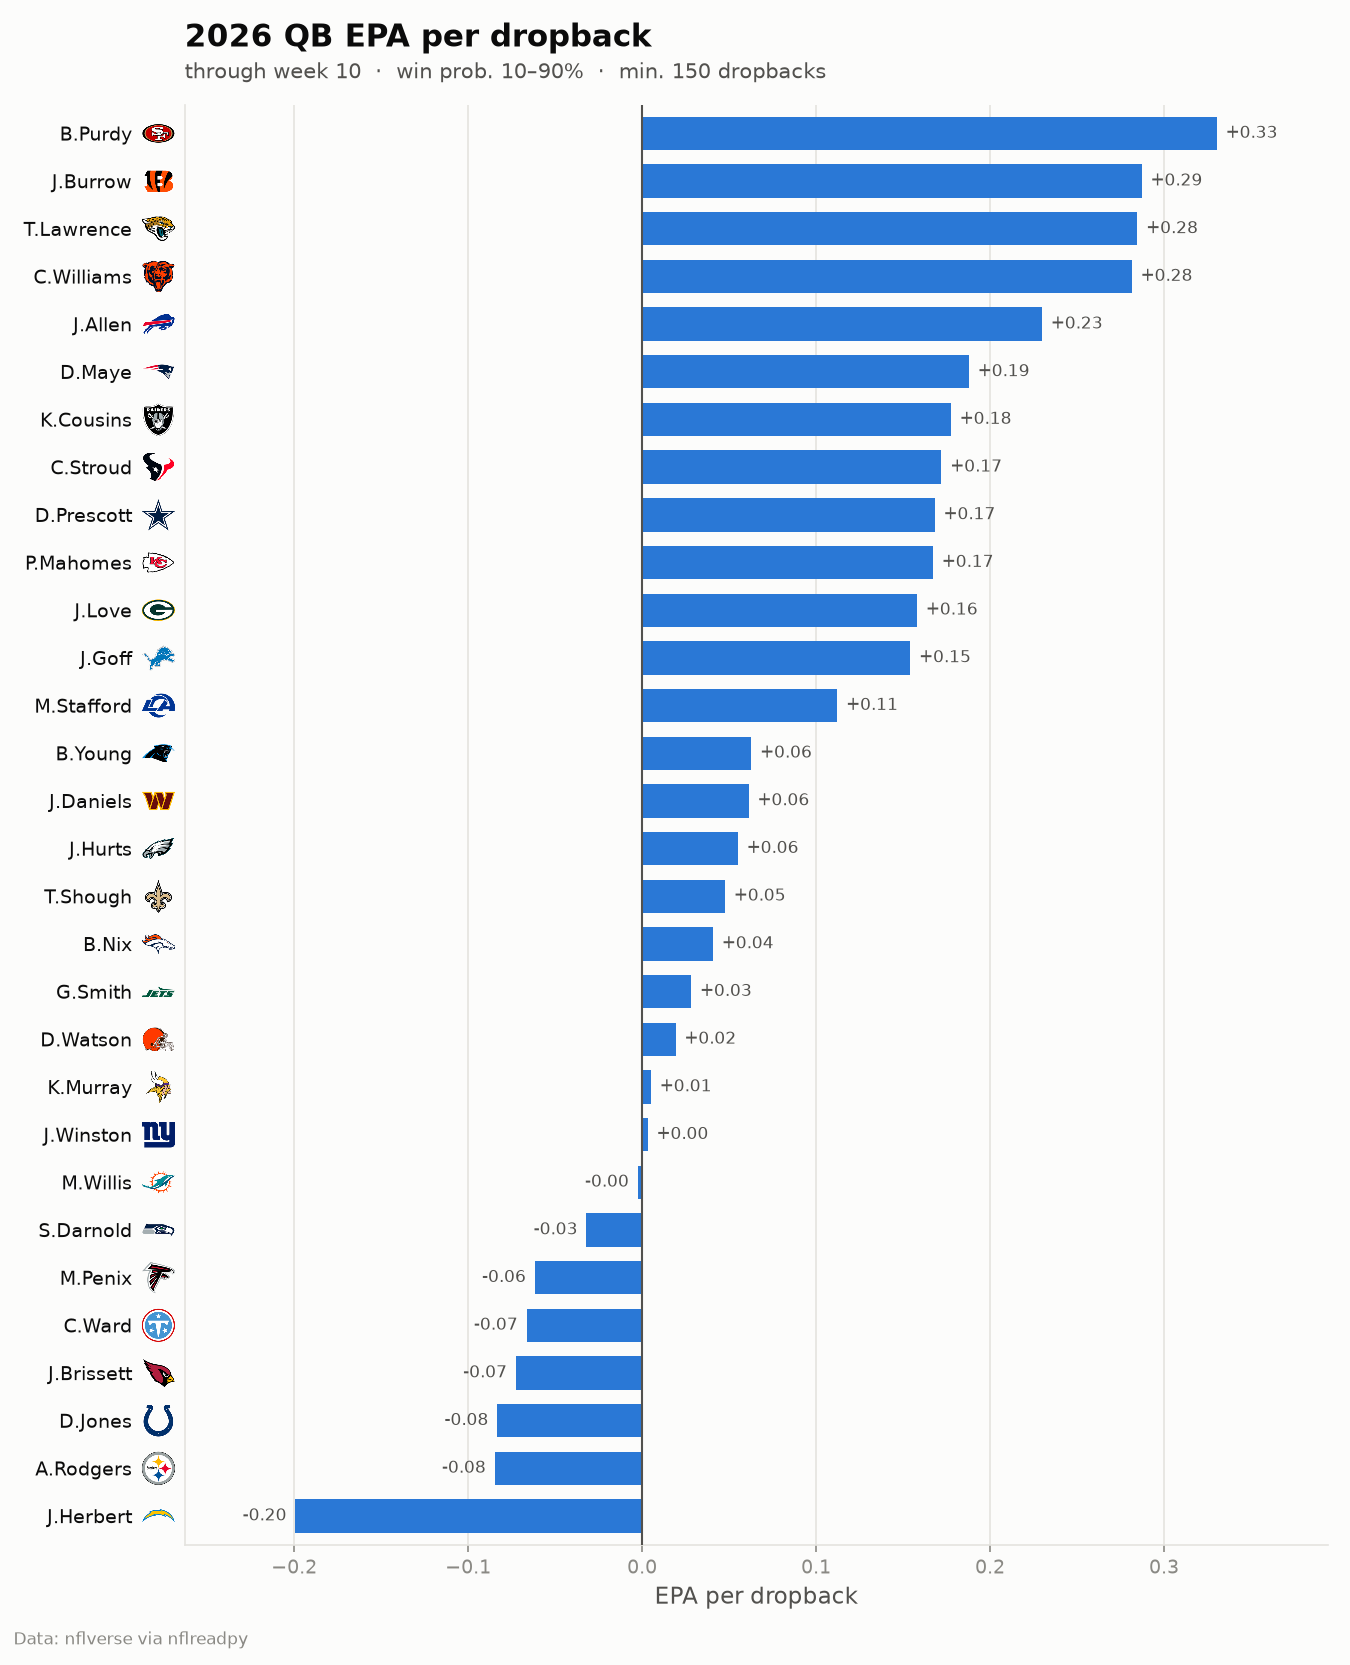 2026 QB EPA per dropback
through week 10 · win prob. 10–90% · min. 150 dropbacks
B.Purdy +0.33
J.Burrow +0.29
T.Lawrence +0.28
C.Williams +0.28
J.Allen +0.23
D.Maye +0.19
K.Cousins +0.18
C.Stroud +0.17
D.Prescott +0.17
P.Mahomes +0.17
J.Love +0.16
J.Goff +0.15
M.Stafford +0.11
B.Young +0.06
J.Daniels +0.06
J.Hurts +0.06
T.Shough +0.05
B.Nix +0.04
G.Smith +0.03
D.Watson +0.02
K.Murray +0.01
J.Winston +0.00
M.Willis -0.00
S.Darnold -0.03
M.Penix -0.06
C.Ward -0.07
J.Brissett -0.07
D.Jones -0.08
A.Rodgers -0.08
J.Herbert -0.20
−0.2 −0.1 0.0 0.1 0.2 0.3
EPA per dropback
Data: nflverse via nflreadpy